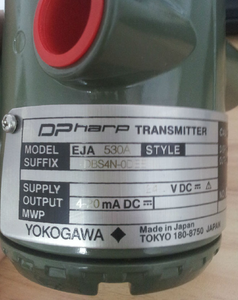 DPharp TRANSMITTER
MODEL EJA 530A STYLE
SUFFIX
SUPPLY V DC ⎓
OUTPUT 4-20 mA DC ⎓
MWP
YOKOGAWA ◆ Made in Japan
TOKYO 180-8750 JAPAN